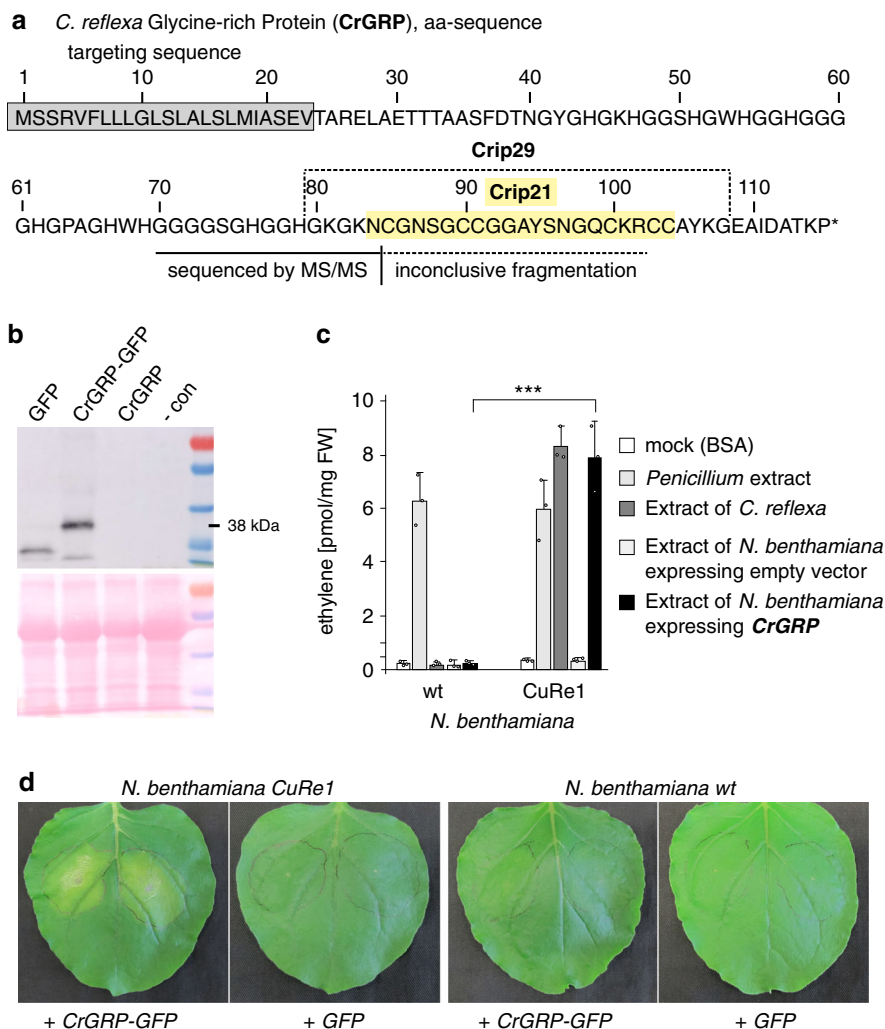 a C. reflexa Glycine-rich Protein (CrGRP), aa-sequence
targeting sequence
1 10 20 30 40 50 60
MSSRVFLLLGLSLALSLMIASEVTARELAETTTAASFDTNGYGHGKHGGSHGWHGGHGGG
Crip29
61 70 80 90 Crip21 100 110
GHGPAGHWHGGGGSGHGGHGKGKNCGNSGCCGGAYSNGQCKRCCAYKGEAIDATKP*
sequenced by MS/MS inconclusive fragmentation
b
GFP CrGRP-GFP CrGRP - con
38 kDa
c
ethylene [pmol/mg FW]
10
8
6
4
2
0
***
wt CuRe1
N. benthamiana
mock (BSA)
Penicillium extract
Extract of C. reflexa
Extract of N. benthamiana
expressing empty vector
Extract of N. benthamiana
expressing CrGRP
d
N. benthamiana CuRe1 N. benthamiana wt
+ CrGRP-GFP + GFP + CrGRP-GFP + GFP